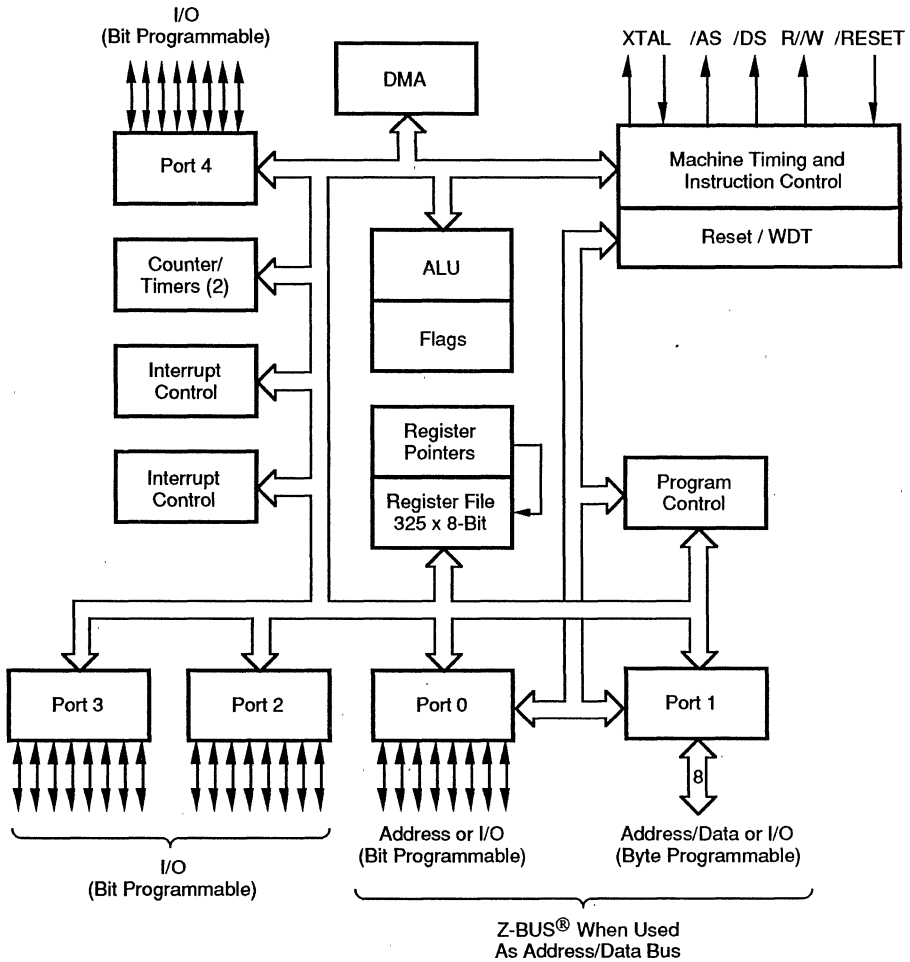 I/O
(Bit Programmable)
DMA
XTAL /AS /DS R//W /RESET
Port 4
Machine Timing and
Instruction Control
Reset / WDT
Counter/
Timers (2)
ALU
Flags
Interrupt
Control
Register
Pointers
Interrupt
Control
Register File
325 x 8-Bit
Program
Control
Port 3
Port 2
Port 0
Port 1
8
I/O
(Bit Programmable)
Address or I/O
(Bit Programmable)
Address/Data or I/O
(Byte Programmable)
Z-BUS® When Used
As Address/Data Bus